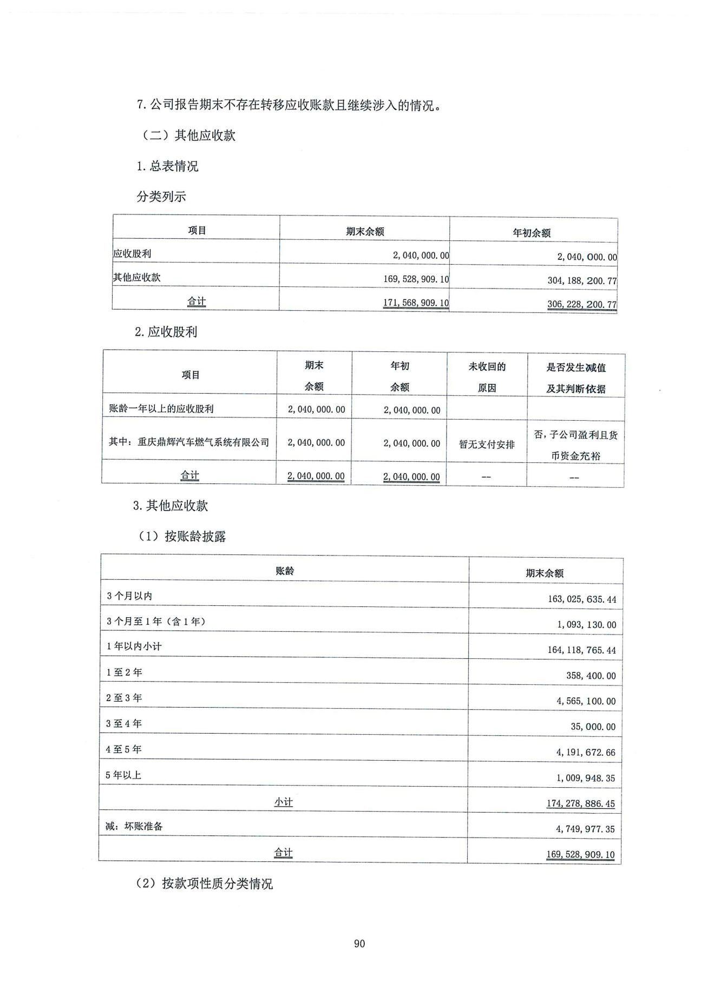 7.公司报告期末不存在转移应收账款且继续涉入的情况。
（二）其他应收款
1.总表情况
分类列示
项目 期末余额 年初余额
应收股利 2,040,000.00 2,040,000.00
其他应收款 169,528,909.10 304,188,200.77
合计 171,568,909.10 306,228,200.77
2.应收股利
项目 期末余额 年初余额 未收回的原因 是否发生减值及其判断依据
账龄一年以上的应收股利 2,040,000.00 2,040,000.00
其中：重庆鼎辉汽车燃气系统有限公司 2,040,000.00 2,040,000.00 暂无支付安排 否,子公司盈利且货币资金充裕
合计 2,040,000.00 2,040,000.00 -- --
3.其他应收款
（1）按账龄披露
账龄 期末余额
3个月以内 163,025,635.44
3个月至1年（含1年） 1,093,130.00
1年以内小计 164,118,765.44
1至2年 358,400.00
2至3年 4,565,100.00
3至4年 35,000.00
4至5年 4,191,672.66
5年以上 1,009,948.35
小计 174,278,886.45
减：坏账准备 4,749,977.35
合计 169,528,909.10
（2）按款项性质分类情况
90